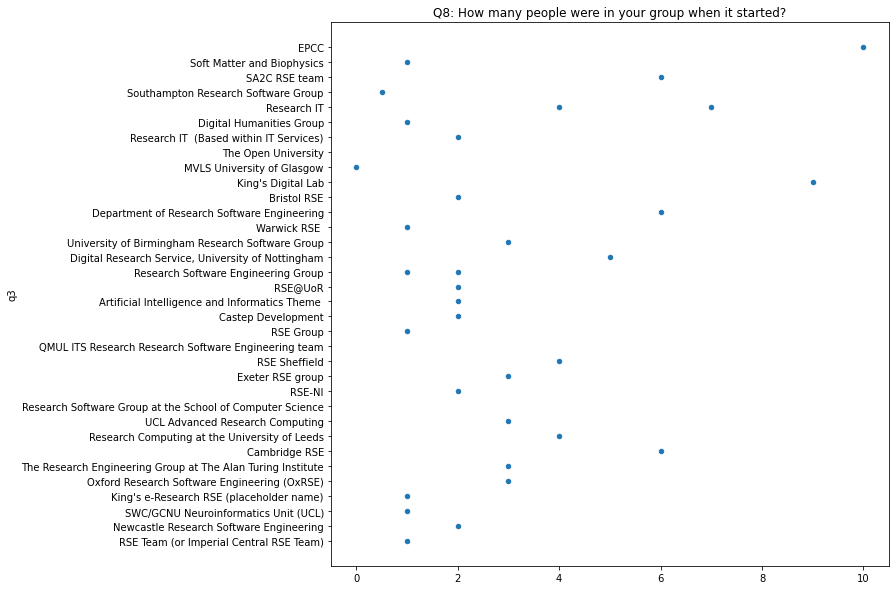 Q8: How many people were in your group when it started?
EPCC
Soft Matter and Biophysics
SA2C RSE team
Southampton Research Software Group
Research IT
Digital Humanities Group
Research IT  (Based within IT Services)
The Open University
MVLS University of Glasgow
King's Digital Lab
Bristol RSE
Department of Research Software Engineering
Warwick RSE
University of Birmingham Research Software Group
Digital Research Service, University of Nottingham
Research Software Engineering Group
RSE@UoR
Artificial Intelligence and Informatics Theme
Castep Development
RSE Group
QMUL ITS Research Research Software Engineering team
RSE Sheffield
Exeter RSE group
RSE-NI
Research Software Group at the School of Computer Science
UCL Advanced Research Computing
Research Computing at the University of Leeds
Cambridge RSE
The Research Engineering Group at The Alan Turing Institute
Oxford Research Software Engineering (OxRSE)
King's e-Research RSE (placeholder name)
SWC/GCNU Neuroinformatics Unit (UCL)
Newcastle Research Software Engineering
RSE Team (or Imperial Central RSE Team)
q3
0 2 4 6 8 10